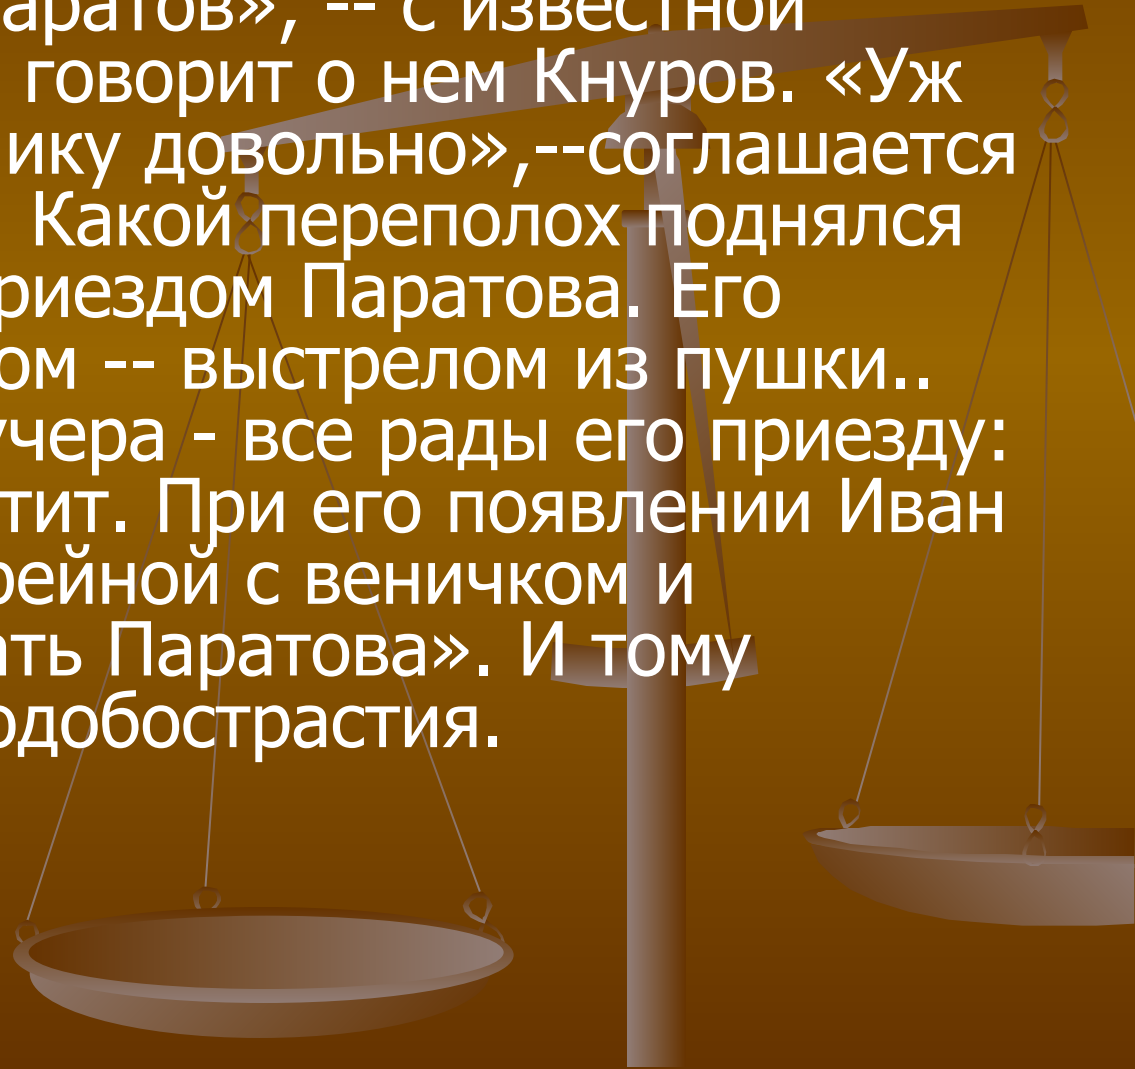 аратов», -- с известной
говорит о нем Кнуров. «Уж
ику довольно»,--соглашается
Какой переполох поднялся
риездом Паратова. Его
ом -- выстрелом из пушки..
учера - все рады его приезду:
тит. При его появлении Иван
рейной с веничком и
ать Паратова». И тому
одобострастия.